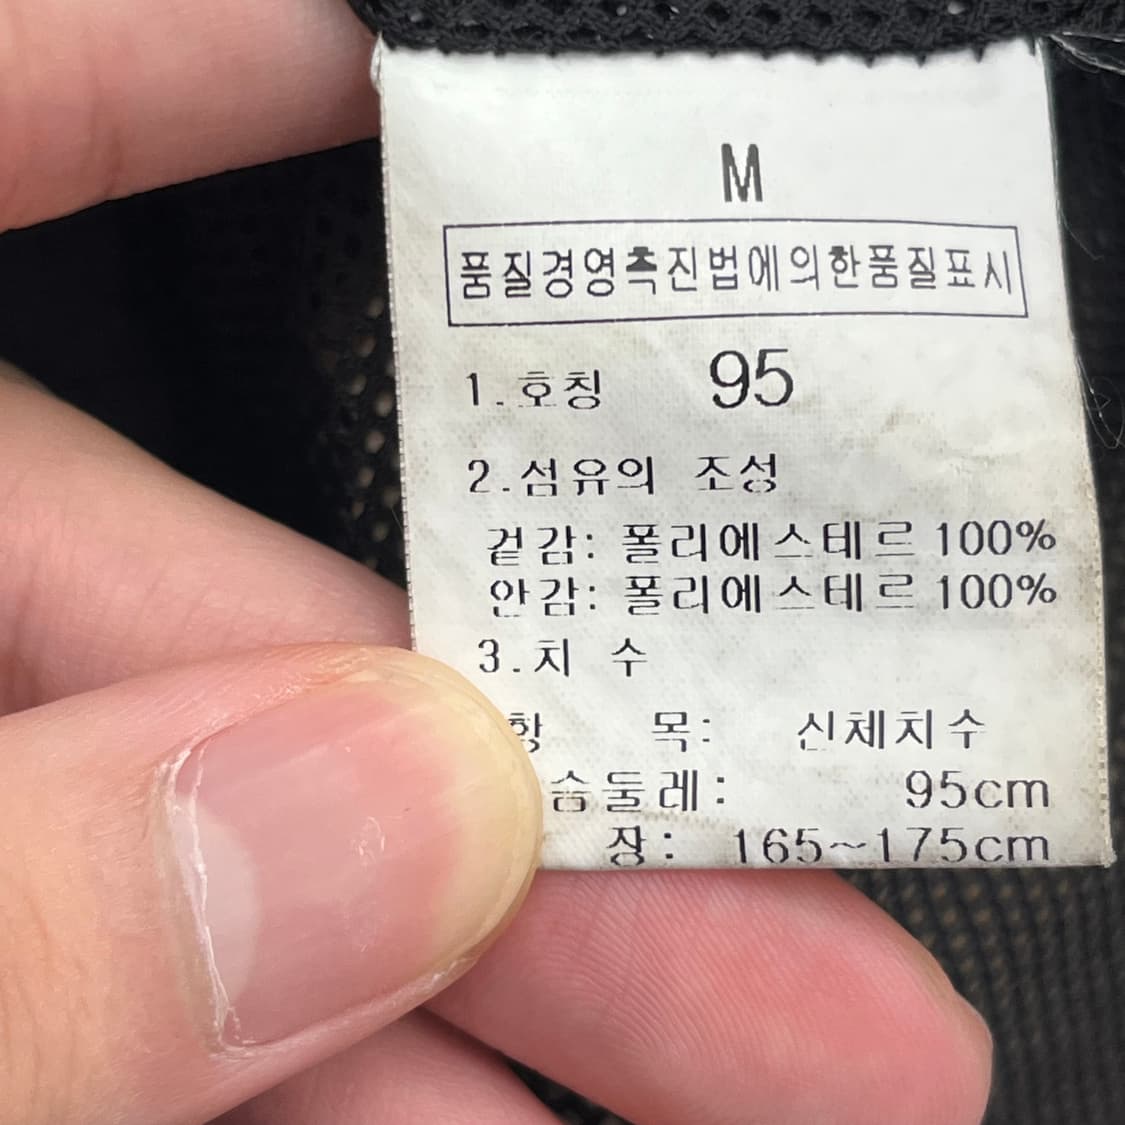 M
품질경영촉진법에의한품질표시
1.호칭 95
2.섬유의 조성
겉감: 폴리에스테르 100%
안감: 폴리에스테르 100%
3.치 수
항 목: 신체치수
슴둘레: 95cm
장: 165~175cm